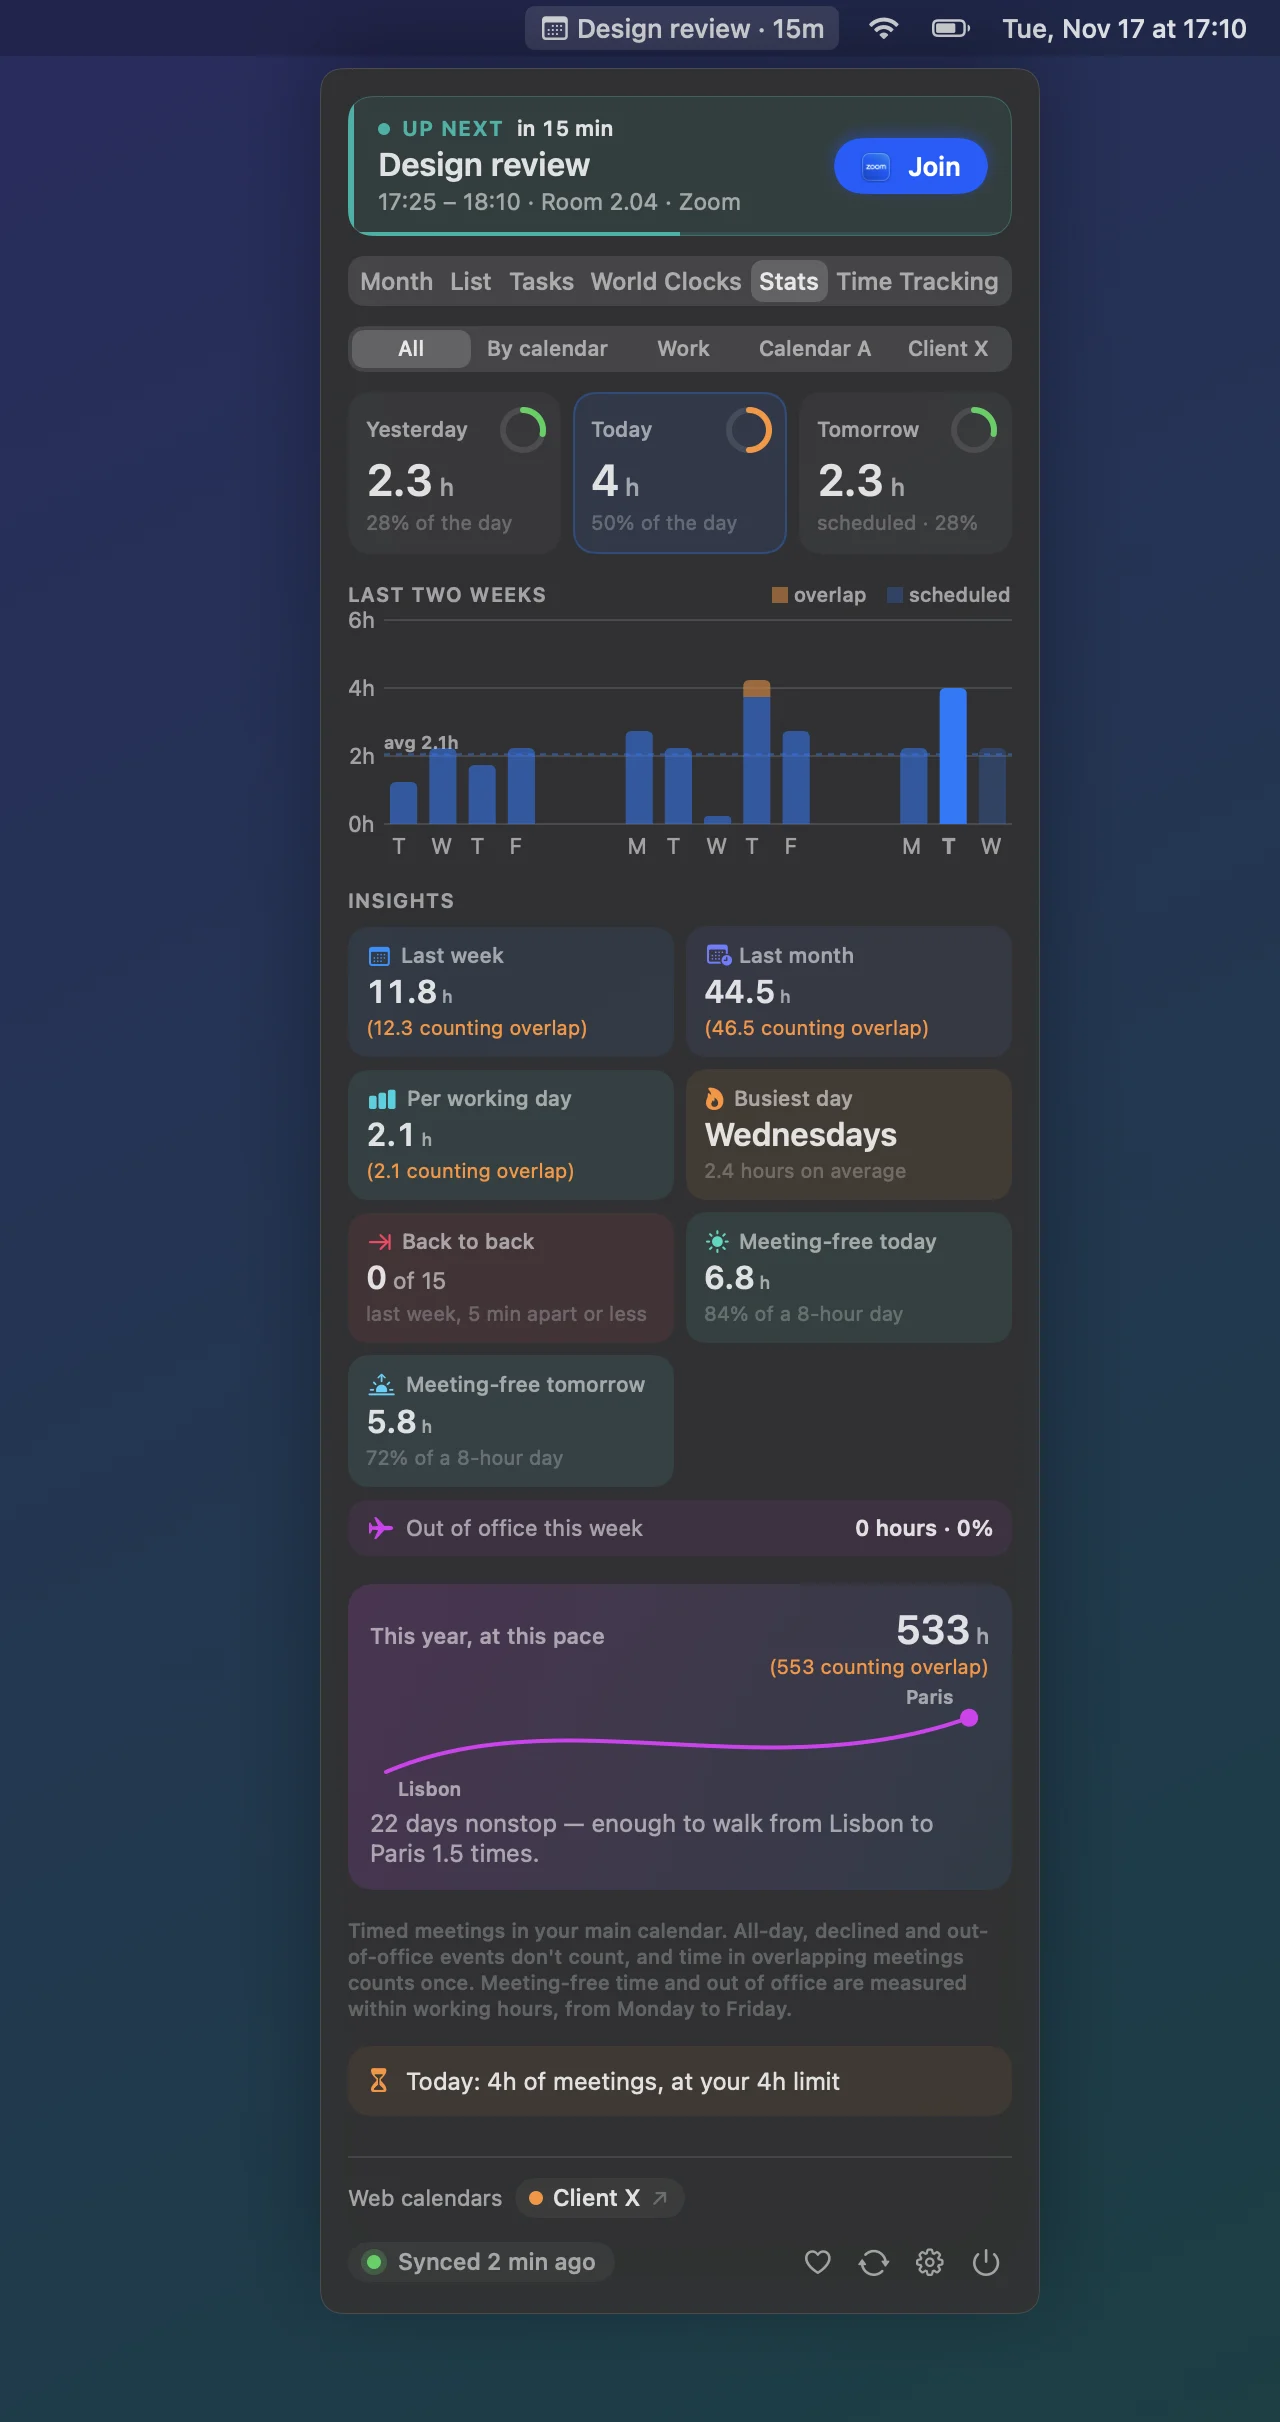 Design review · 15m
Tue, Nov 17 at 17:10
UP NEXT in 15 min
Design review
17:25 – 18:10 · Room 2.04 · Zoom
zoom
Join
Month List Tasks World Clocks Stats Time Tracking
All By calendar Work Calendar A Client X
Yesterday
2.3 h
28% of the day
Today
4 h
50% of the day
Tomorrow
2.3 h
scheduled · 28%
LAST TWO WEEKS
overlap scheduled
6h
4h
avg 2.1h
2h
0h
T W T F M T W T F M T W
INSIGHTS
Last week
11.8 h
(12.3 counting overlap)
Last month
44.5 h
(46.5 counting overlap)
Per working day
2.1 h
(2.1 counting overlap)
Busiest day
Wednesdays
2.4 hours on average
Back to back
0 of 15
last week, 5 min apart or less
Meeting-free today
6.8 h
84% of a 8-hour day
Meeting-free tomorrow
5.8 h
72% of a 8-hour day
Out of office this week 0 hours · 0%
This year, at this pace
533 h
(553 counting overlap)
Paris
Lisbon
22 days nonstop — enough to walk from Lisbon to
Paris 1.5 times.
Timed meetings in your main calendar. All-day, declined and out-
of-office events don't count, and time in overlapping meetings
counts once. Meeting-free time and out of office are measured
within working hours, from Monday to Friday.
Today: 4h of meetings, at your 4h limit
Web calendars Client X
Synced 2 min ago